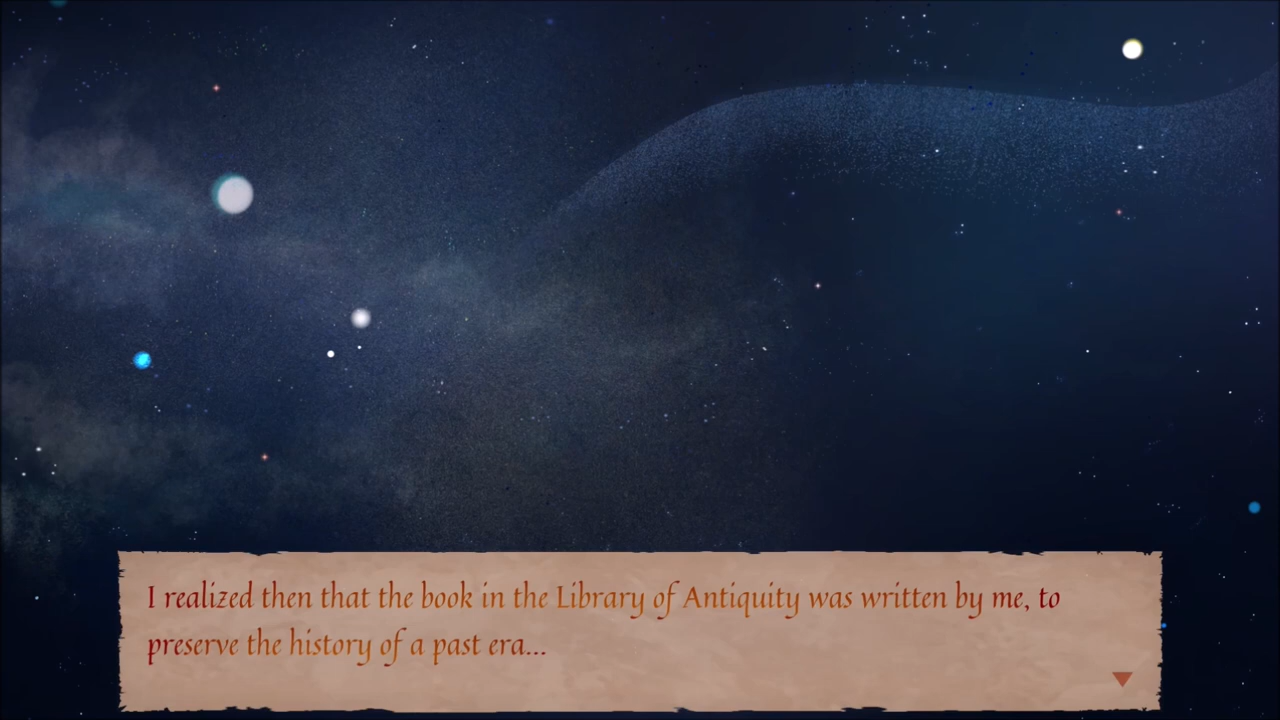 I realized then that the book in the Library of Antiquity was written by me, to
preserve the history of a past era...